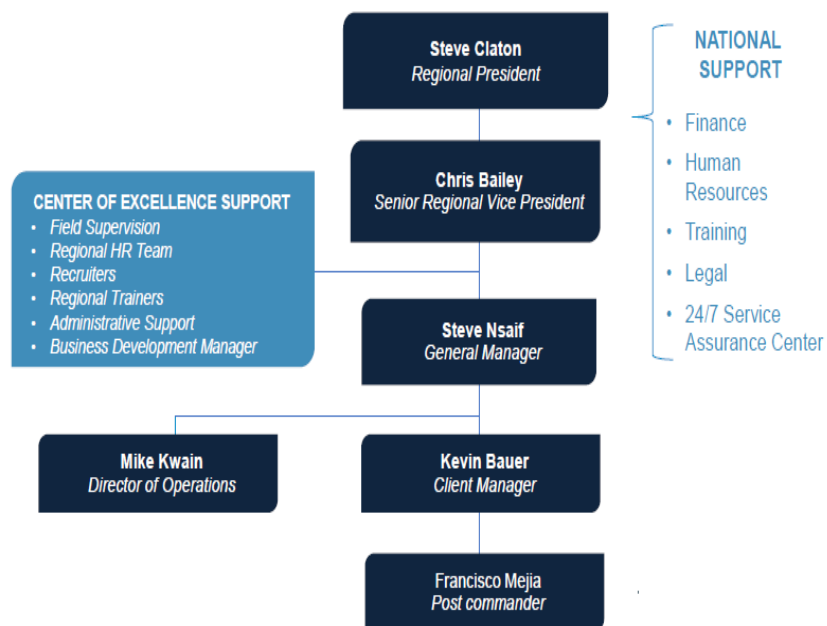 Steve Claton
Regional President
NATIONAL
SUPPORT
• Finance
• Human
Resources
• Training
• Legal
• 24/7 Service
Assurance Center
Chris Bailey
Senior Regional Vice President
CENTER OF EXCELLENCE SUPPORT
• Field Supervision
• Regional HR Team
• Recruiters
• Regional Trainers
• Administrative Support
• Business Development Manager
Steve Nsaif
General Manager
Mike Kwain
Director of Operations
Kevin Bauer
Client Manager
Francisco Mejia
Post commander